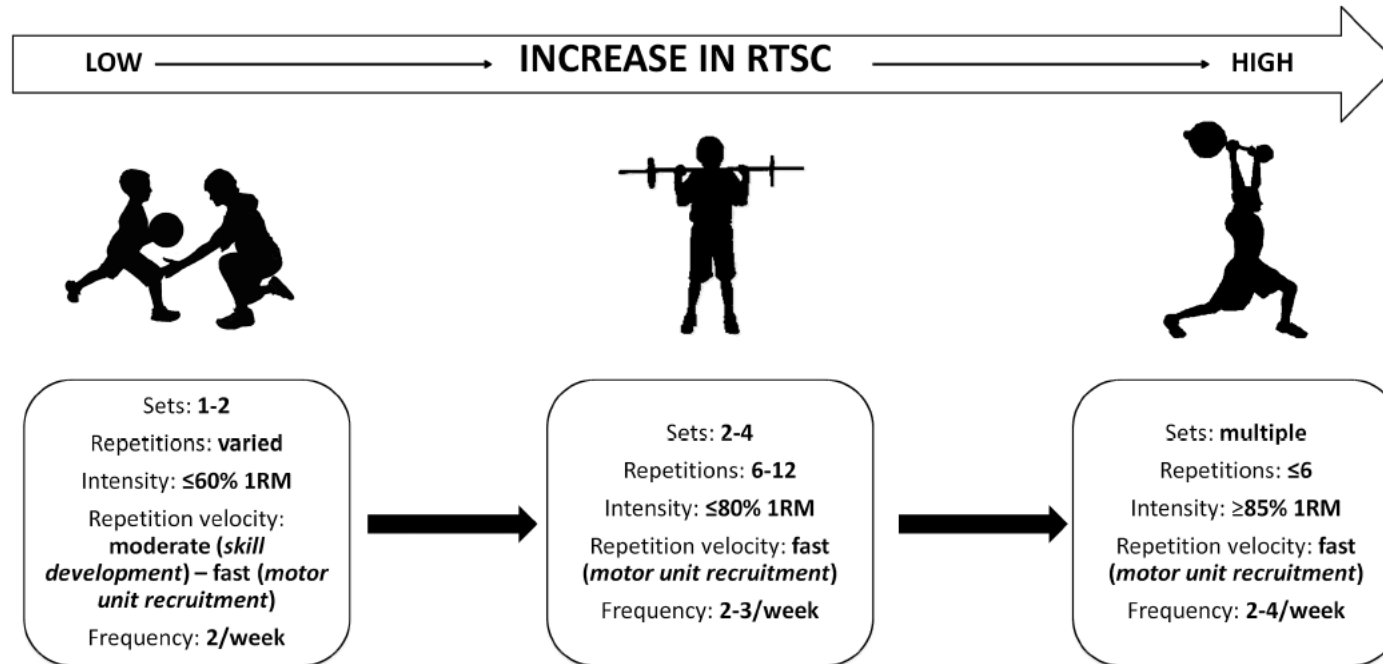 LOW INCREASE IN RTSC HIGH
Sets: 1-2
Repetitions: varied
Intensity: ≤60% 1RM
Repetition velocity:
moderate (skill
development) – fast (motor
unit recruitment)
Frequency: 2/week
Sets: 2-4
Repetitions: 6-12
Intensity: ≤80% 1RM
Repetition velocity: fast
(motor unit recruitment)
Frequency: 2-3/week
Sets: multiple
Repetitions: ≤6
Intensity: ≥85% 1RM
Repetition velocity: fast
(motor unit recruitment)
Frequency: 2-4/week